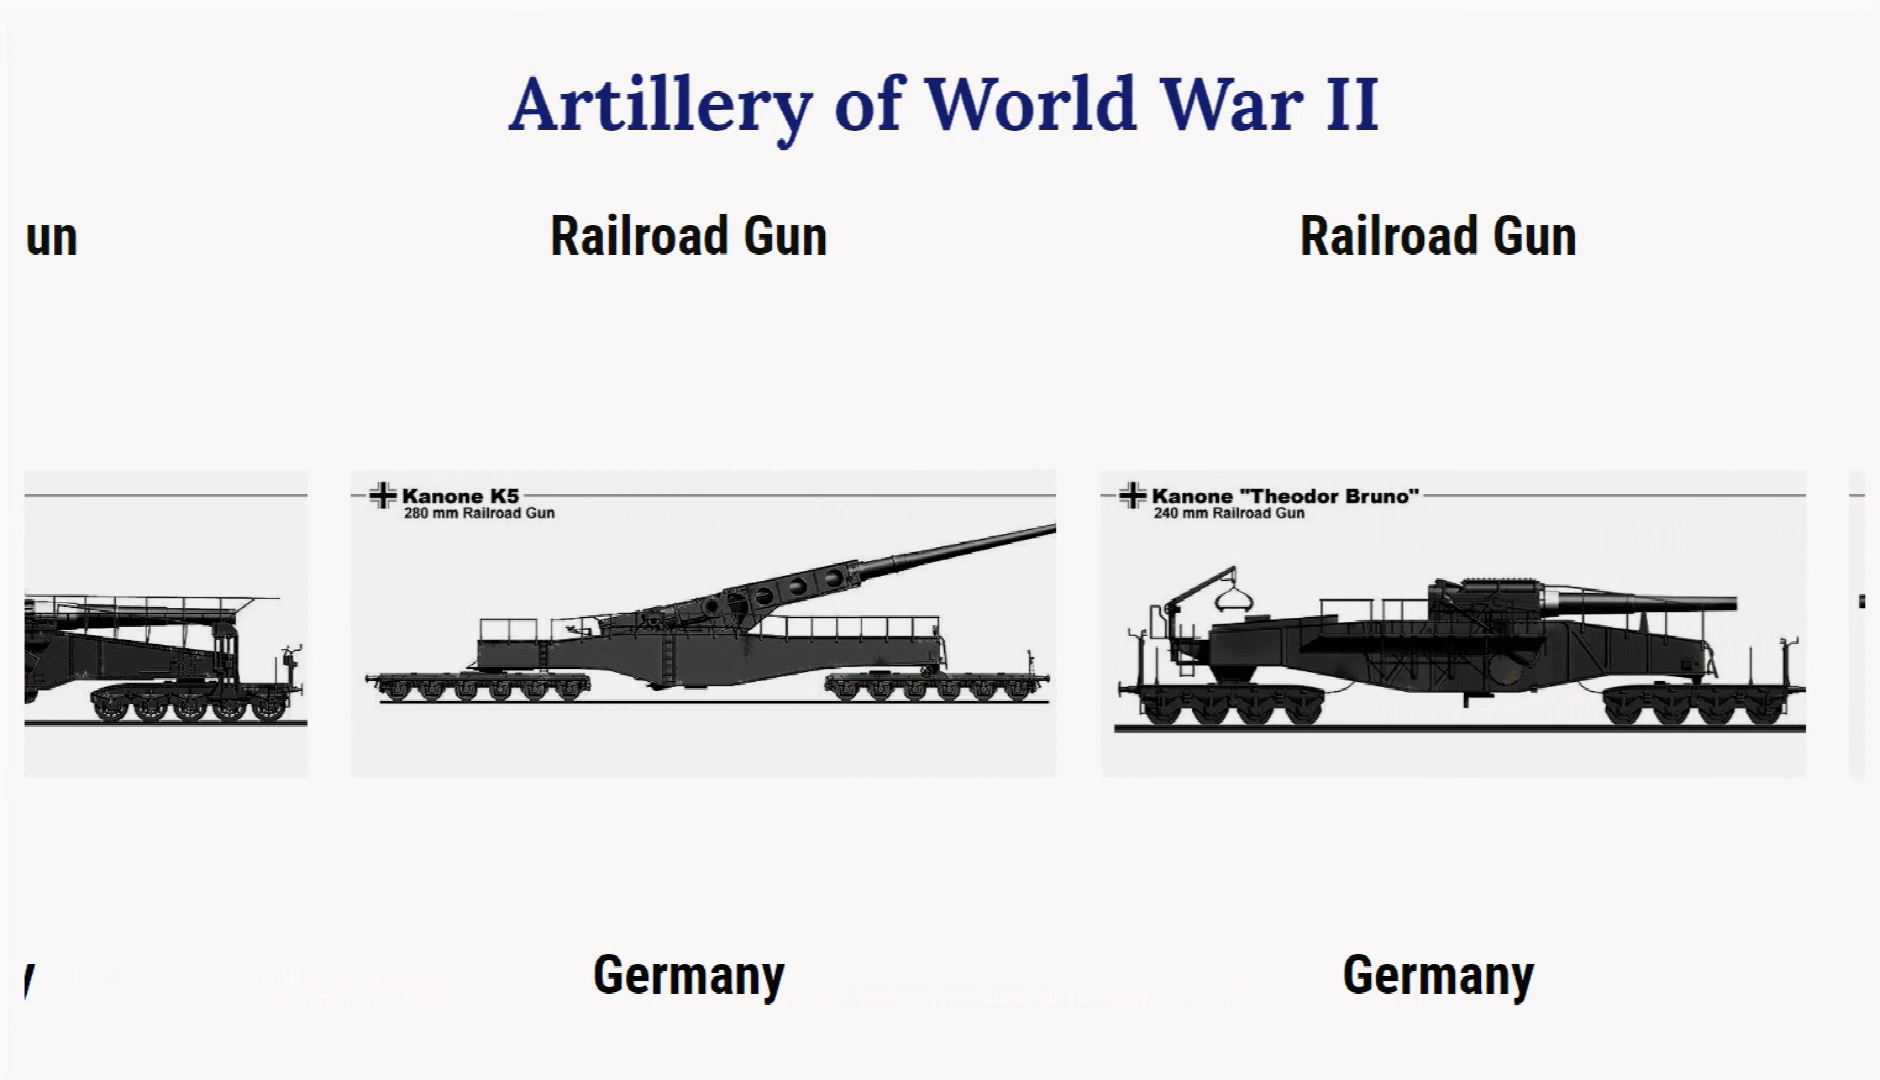 Artillery of World War II
un
Railroad Gun
Railroad Gun
Kanone K5
280 mm Railroad Gun
Kanone "Theodor Bruno"
240 mm Railroad Gun
y
Germany
Germany